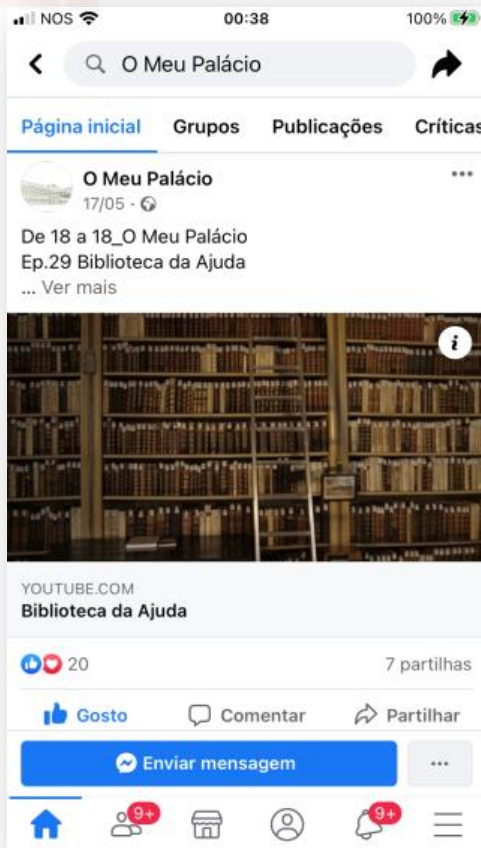 NOS 00:38 100%
O Meu Palácio
Página inicial Grupos Publicações Críticas
O Meu Palácio
17/05 ·
De 18 a 18_O Meu Palácio
Ep.29 Biblioteca da Ajuda
... Ver mais
YOUTUBE.COM
Biblioteca da Ajuda
20 7 partilhas
Gosto Comentar Partilhar
Enviar mensagem
9+ 9+